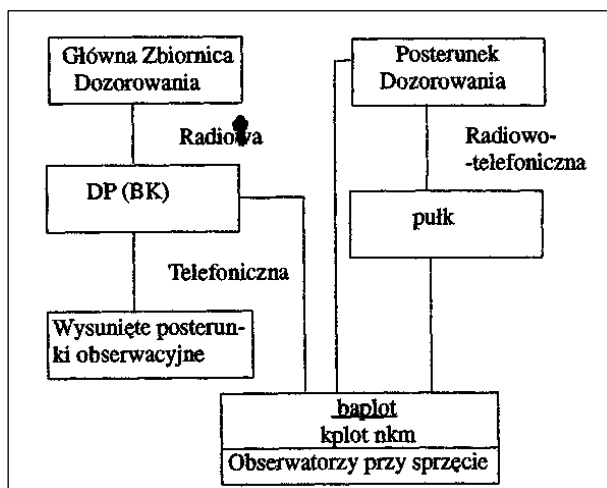 Główna Zbiornica
Dozorowania
Posterunek
Dozorowania
Radiowa
Radiowo-
-telefoniczna
DP (BK)
pułk
Telefoniczna
Wysunięte posterun-
ki obserwacyjne
baplot
kplot nkm
Obserwatorzy przy sprzęcie